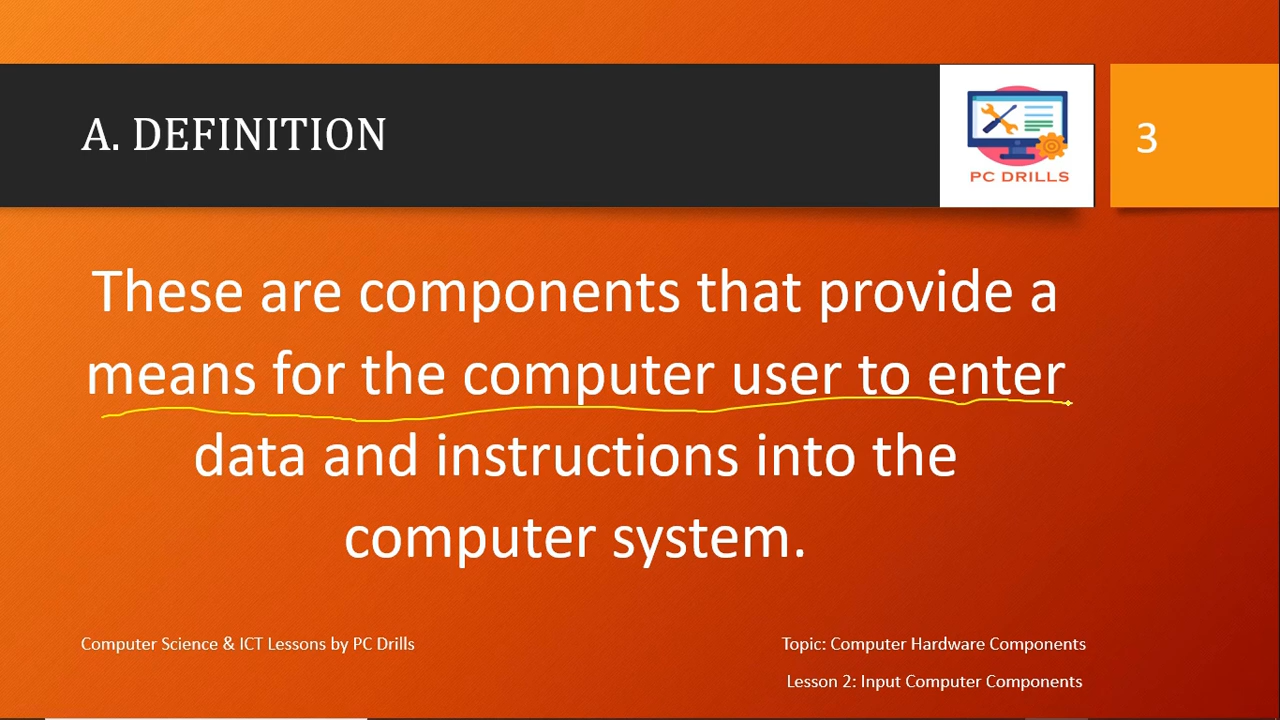 A. DEFINITION
PC DRILLS
3
These are components that provide a
means for the computer user to enter
data and instructions into the
computer system.
Computer Science & ICT Lessons by PC Drills
Topic: Computer Hardware Components
Lesson 2: Input Computer Components